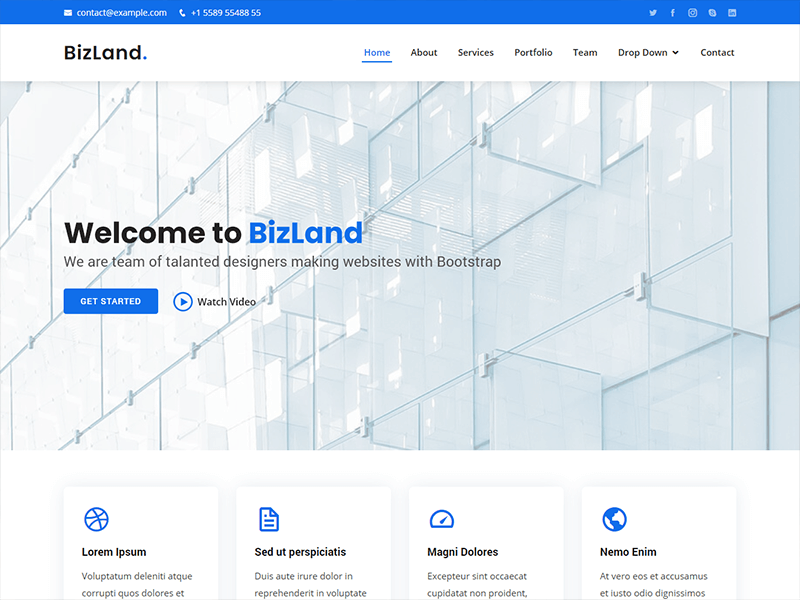 contact@example.com +1 5589 55488 55
BizLand.
Home About Services Portfolio Team Drop Down Contact
Welcome to BizLand
We are team of talanted designers making websites with Bootstrap
GET STARTED Watch Video
Lorem Ipsum
Voluptatum deleniti atque
corrupti quos dolores et
Sed ut perspiciatis
Duis aute irure dolor in
reprehenderit in voluptate
Magni Dolores
Excepteur sint occaecat
cupidatat non proident,
Nemo Enim
At vero eos et accusamus
et iusto odio dignissimos